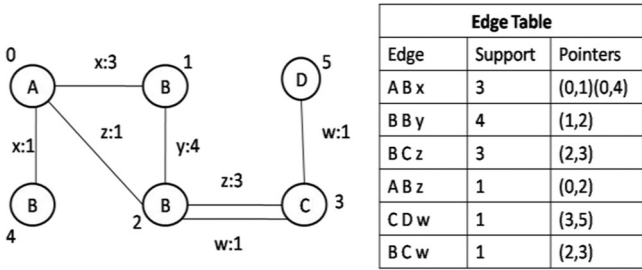 0
x:3
1
5
A
B
D
x:1
z:1
y:4
w:1
z:3
B
2
B
C
3
4
w:1
Edge Table
Edge Support Pointers
A B x 3 (0,1)(0,4)
B B y 4 (1,2)
B C z 3 (2,3)
A B z 1 (0,2)
C D w 1 (3,5)
B C w 1 (2,3)